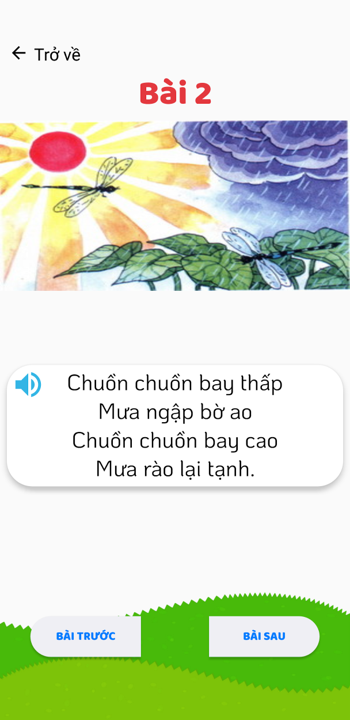 Trở về
Bài 2
Chuồn chuồn bay thấp
Mưa ngập bờ ao
Chuồn chuồn bay cao
Mưa rào lại tạnh.
BÀI TRƯỚC
BÀI SAU